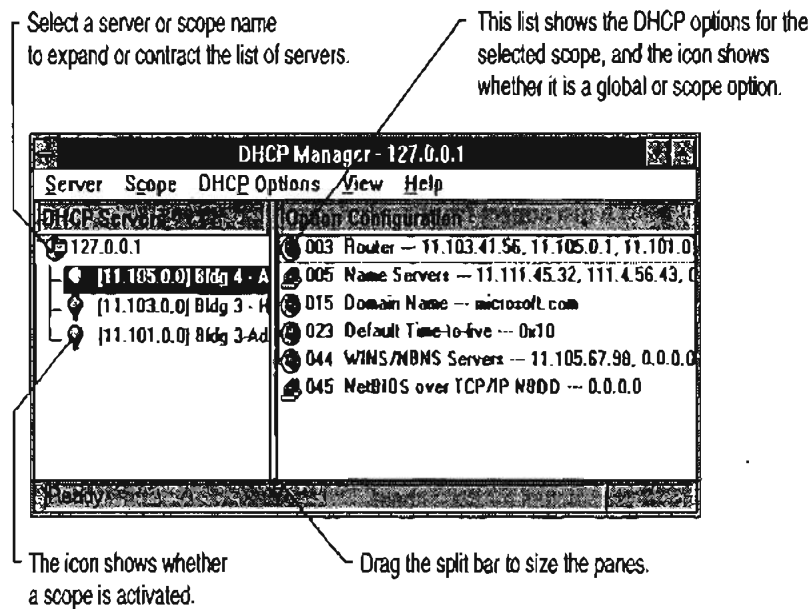 Select a server or scope name
to expand or contract the list of servers.
This list shows the DHCP options for the
selected scope, and the icon shows
whether it is a global or scope option.
DHCP Manager - 127.0.0.1
Server Scope DHCP Options View Help
DHCP Servers
Option Configuration
127.0.0.1
[11.105.0.0] Bldg 4 - A
[11.103.0.0] Bldg 3 - H
[11.101.0.0] Bldg 3-Ad
003 Router --- 11.103.41.56, 11.105.0.1, 11.101.0
005 Name Servers --- 11.111.45.32, 111.4.56.43, 0
015 Domain Name --- microsoft.com
023 Default Time-to-live --- 0x10
044 WINS/NBNS Servers --- 11.105.67.98, 0.0.0.0
045 NetBIOS over TCP/IP NBDD --- 0.0.0.0
Ready
The icon shows whether
a scope is activated.
Drag the split bar to size the panes.